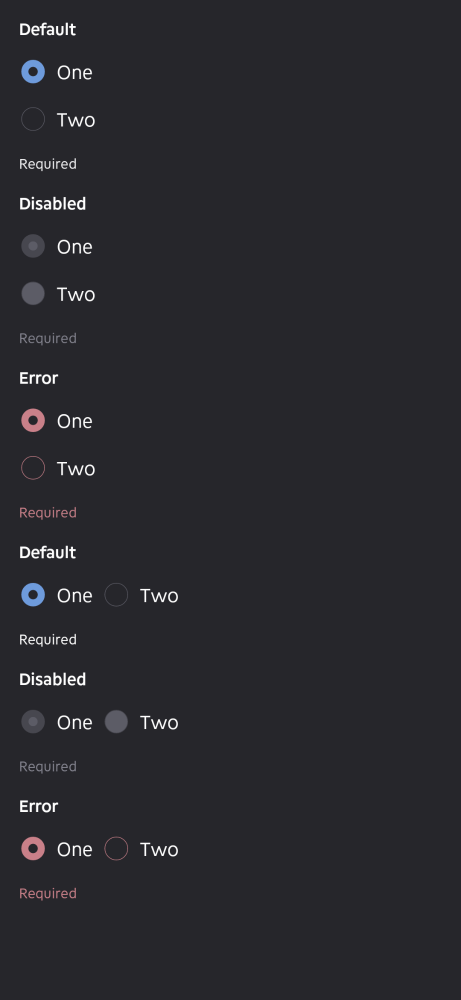 Default
One
Two
Required
Disabled
One
Two
Required
Error
One
Two
Required
Default
One Two
Required
Disabled
One Two
Required
Error
One Two
Required